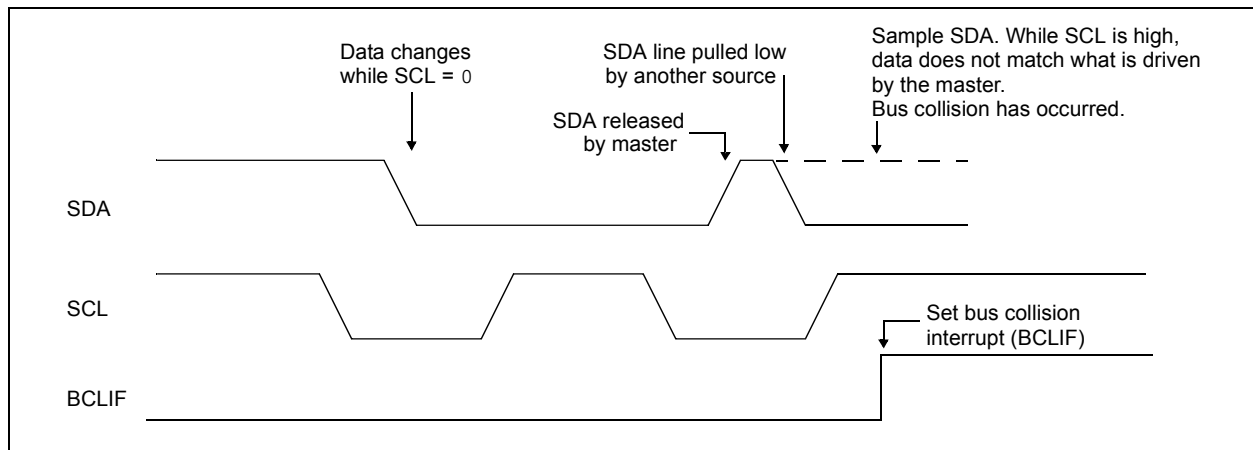 Data changes
while SCL = 0
SDA line pulled low
by another source
Sample SDA. While SCL is high,
data does not match what is driven
by the master.
Bus collision has occurred.
SDA released
by master
SDA
SCL
Set bus collision
interrupt (BCLIF)
BCLIF